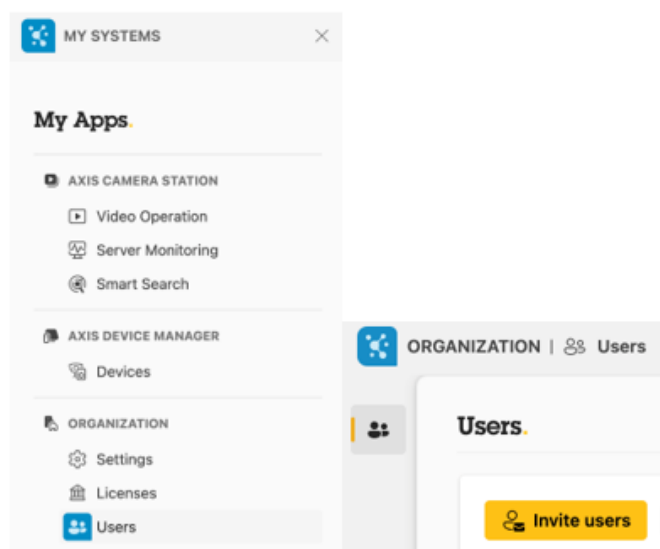 MY SYSTEMS
My Apps.
AXIS CAMERA STATION
Video Operation
Server Monitoring
Smart Search
AXIS DEVICE MANAGER
Devices
ORGANIZATION
Settings
Licenses
Users
ORGANIZATION | Users
Users.
Invite users